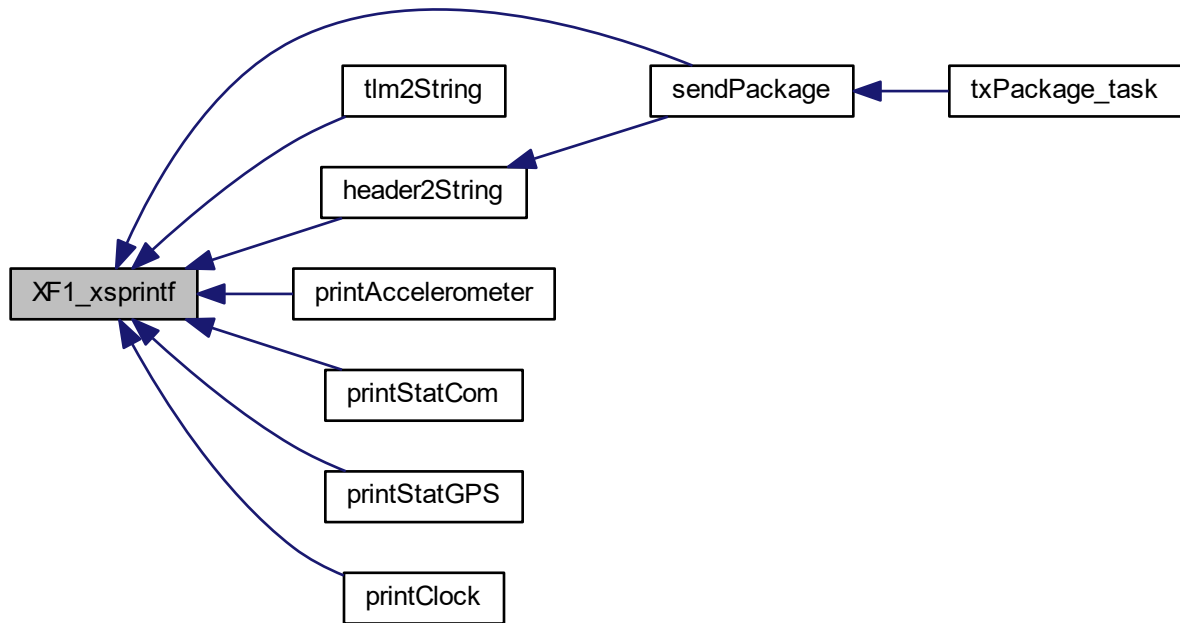 tlm2String
sendPackage
txPackage_task
header2String
XF1_xsprintf
printAccelerometer
printStatCom
printStatGPS
printClock